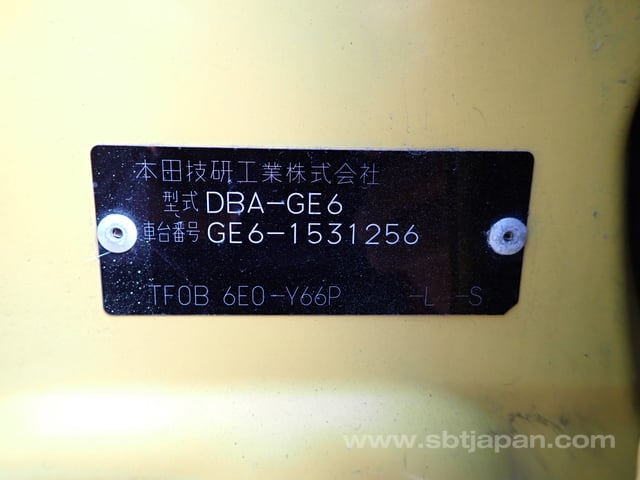 本田技研工業株式会社
型式 DBA-GE6
車台番号 GE6-1531256
TF0B 6E0-Y66P -L -S
www.sbtjapan.com